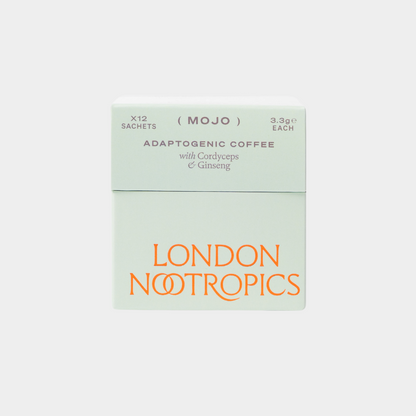 X12
SACHETS
( MOJO )
3.3g℮
EACH
ADAPTOGENIC COFFEE
with Cordyceps
& Ginseng
LONDON
NOOTROPICS